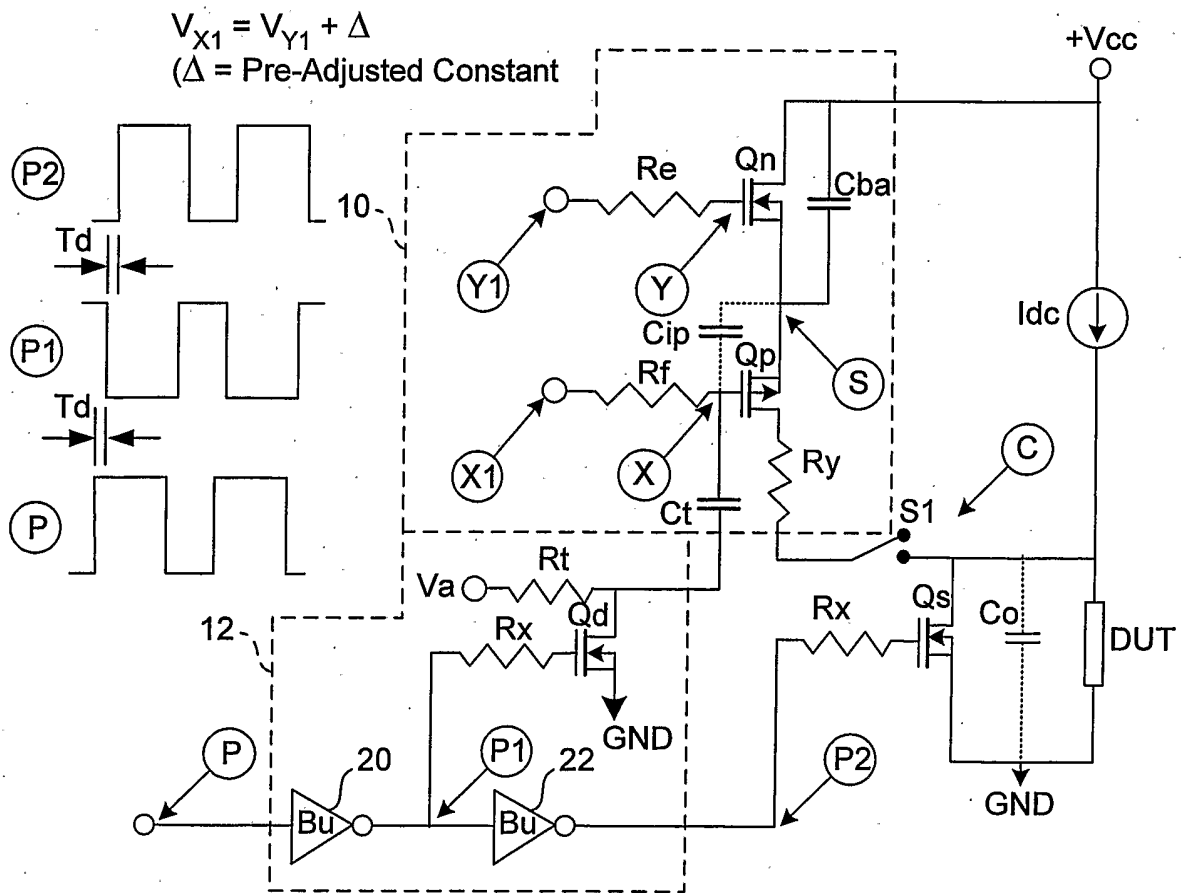 V_X1 = V_Y1 + Δ
(Δ = Pre-Adjusted Constant
+Vcc
P2
10
Re
Qn
Cba
Td
Y1
Y
Idc
P1
Cip
Qp
S
Rf
Td
X1
X
Ry
C
P
Ct
S1
Va
Rt
Qd
Rx
Qs
Co
12
Rx
DUT
GND
P
20
P1
22
P2
GND
Bu
Bu